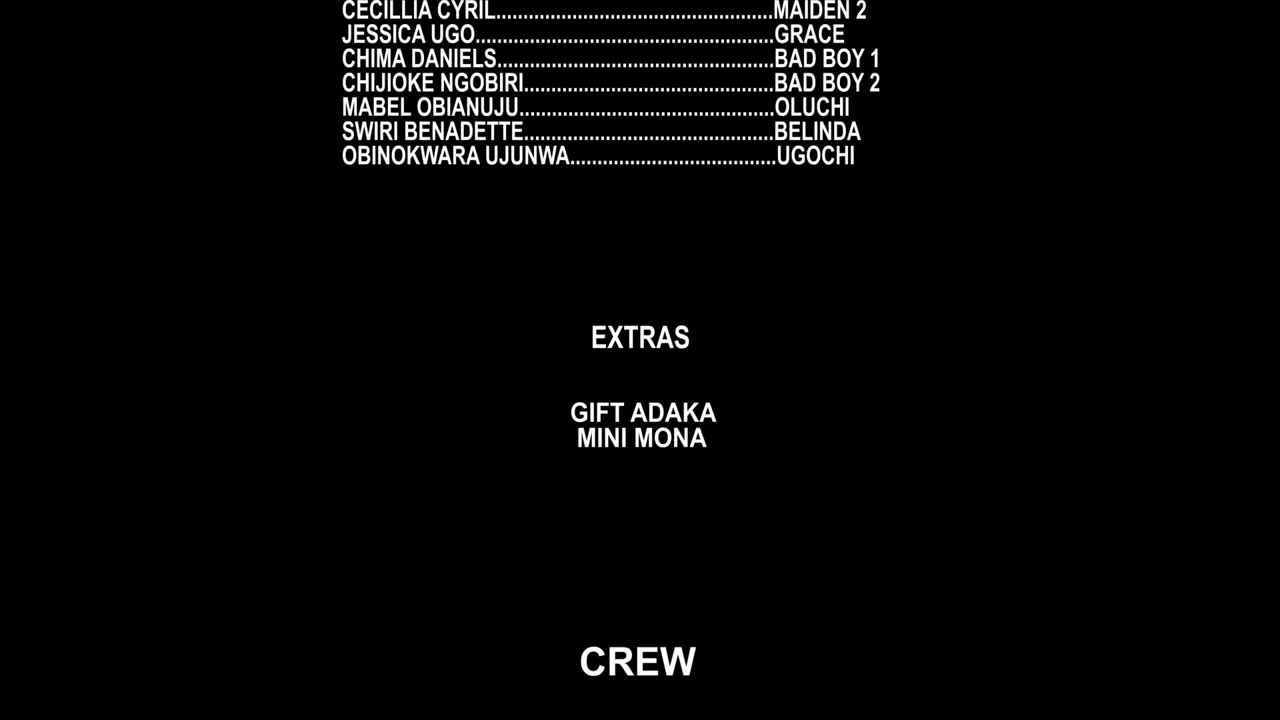 CECILLIA CYRIL....................................................MAIDEN 2
JESSICA UGO........................................................GRACE
CHIMA DANIELS....................................................BAD BOY 1
CHIJIOKE NGOBIRI...............................................BAD BOY 2
MABEL OBIANUJU................................................OLUCHI
SWIRI BENADETTE...............................................BELINDA
OBINOKWARA UJUNWA.......................................UGOCHI
EXTRAS
GIFT ADAKA
MINI MONA
CREW